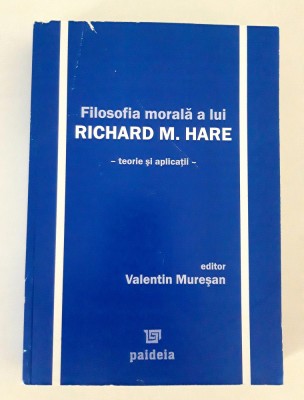 Filosofia morală a lui
RICHARD M. HARE
– teorie și aplicații –
editor
Valentin Mureșan
paideia